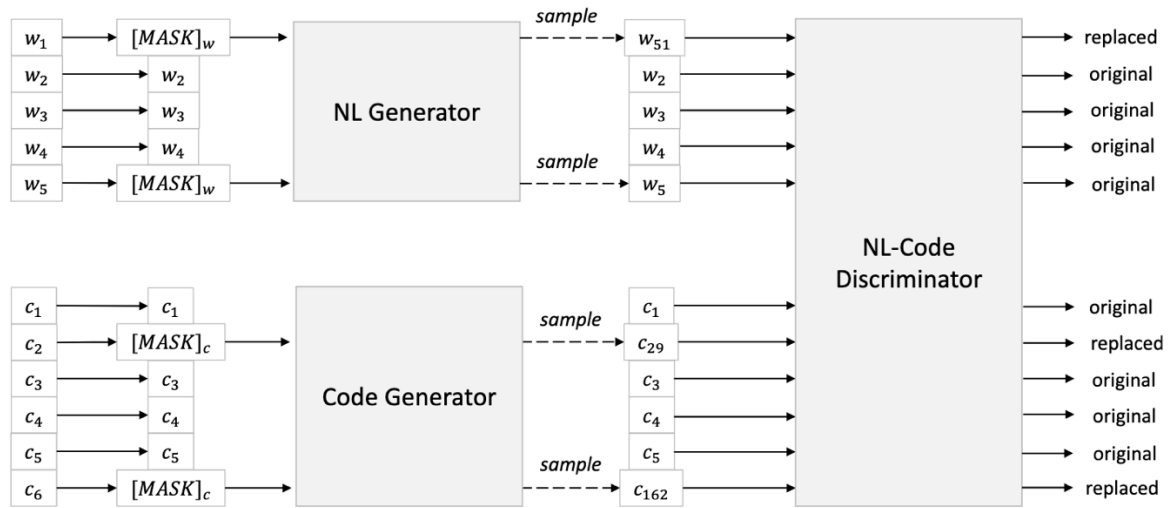 w₁ [MASK]w sample w₅₁ replaced
w₂ w₂ w₂ original
w₃ w₃ NL Generator w₃ original
w₄ w₄ w₄ original
w₅ [MASK]w sample w₅ original
NL-Code
Discriminator
c₁ c₁ c₁ original
c₂ [MASK]c sample c₂₉ replaced
c₃ c₃ c₃ original
c₄ c₄ Code Generator c₄ original
c₅ c₅ c₅ original
c₆ [MASK]c sample c₁₆₂ replaced